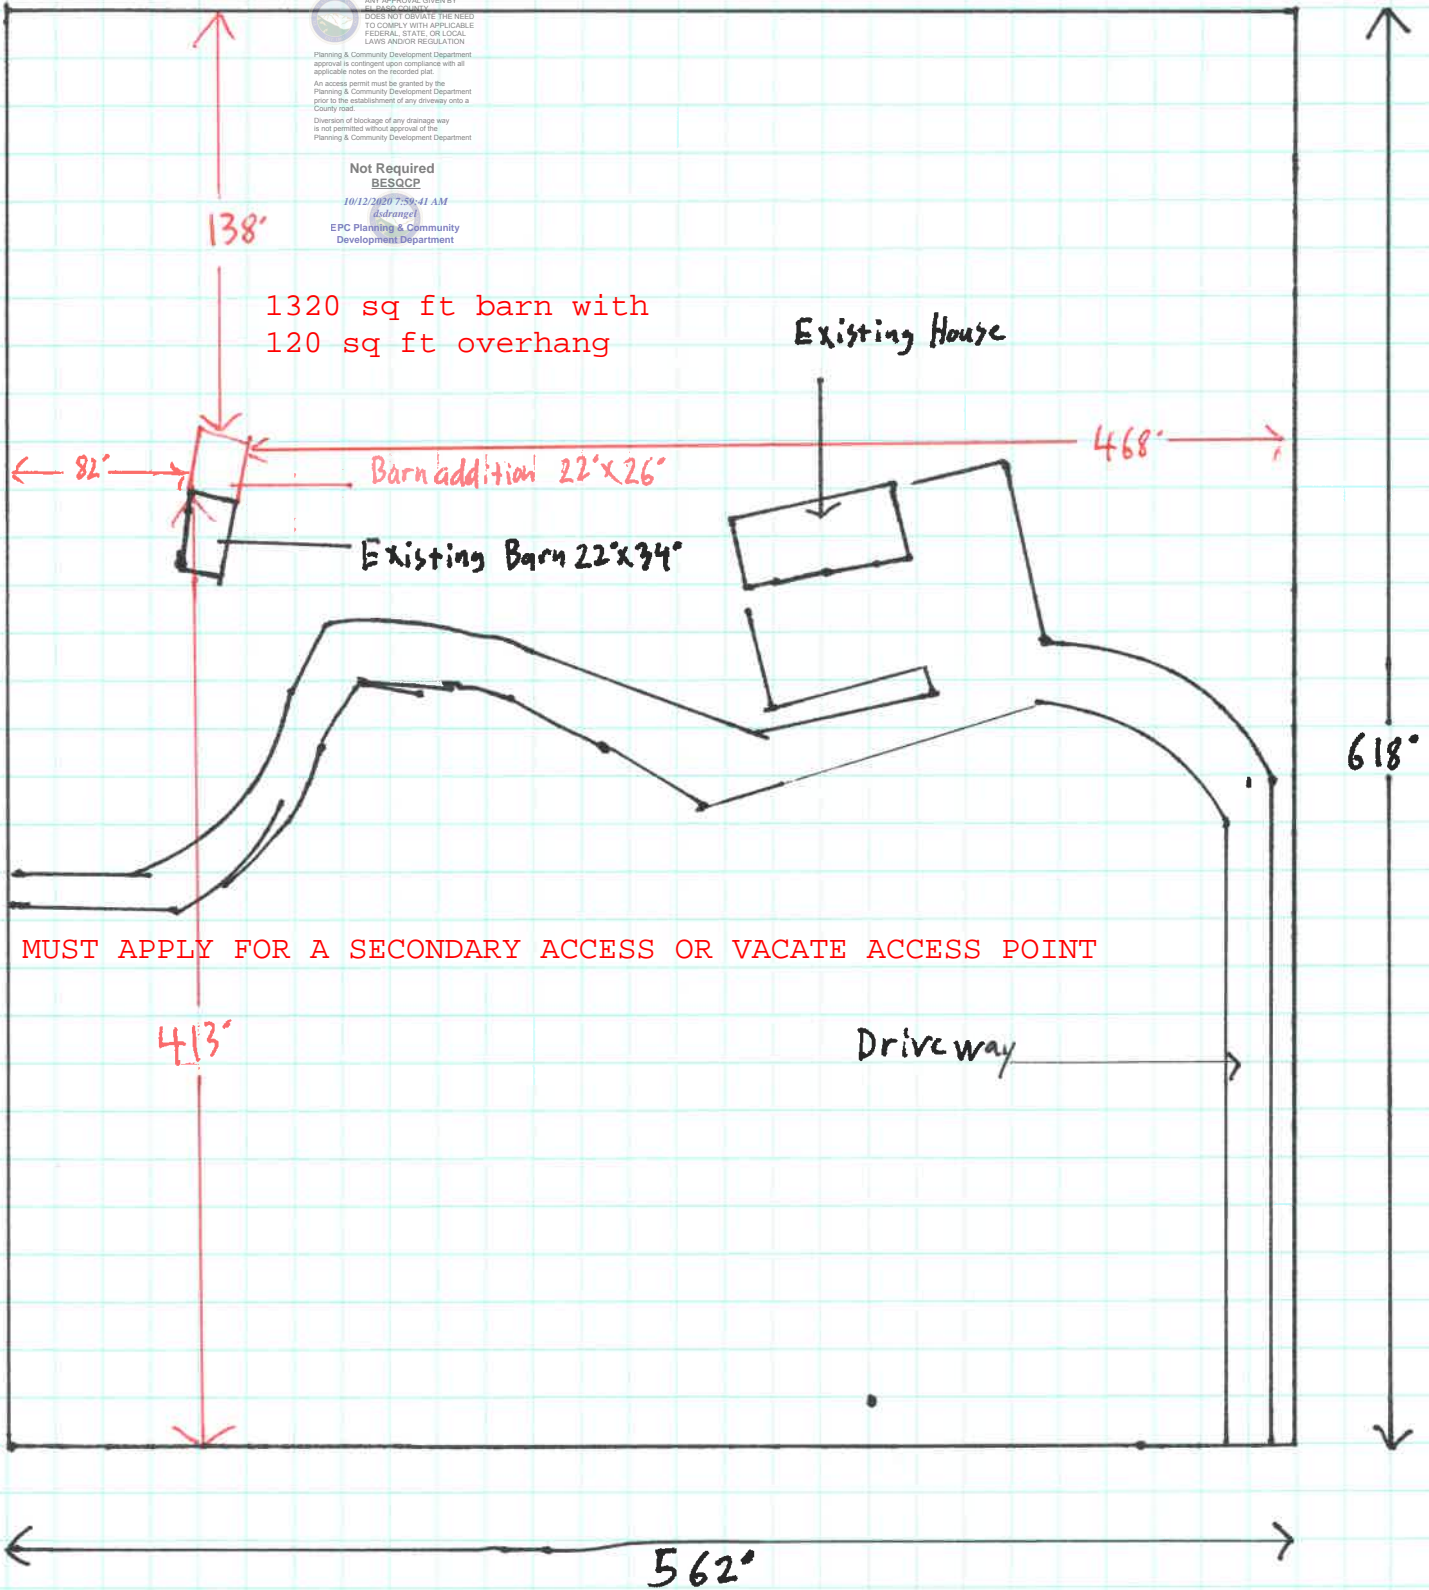 ANY APPROVAL GIVEN BY
EL PASO COUNTY
DOES NOT OBVIATE THE NEED
TO COMPLY WITH APPLICABLE
FEDERAL, STATE, OR LOCAL
LAWS AND/OR REGULATION
Planning & Community Development Department
approval is contingent upon compliance with all
applicable notes on the recorded plat.
An access permit must be granted by the
Planning & Community Development Department
prior to the establishment of any driveway onto a
County road.
Diversion of blockage of any drainage way
is not permitted without approval of the
Planning & Community Development Department
Not Required
BESQCP
10/12/2020 7:59:41 AM
dsdrangel
EPC Planning & Community
Development Department
138'
1320 sq ft barn with
120 sq ft overhang
Existing House
468'
82'
Barn addition 22'x26'
Existing Barn 22'x34'
618'
MUST APPLY FOR A SECONDARY ACCESS OR VACATE ACCESS POINT
413'
Driveway
562'